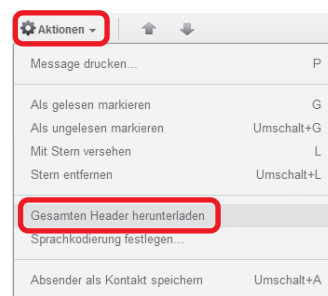 Aktionen
Message drucken... P
Als gelesen markieren G
Als ungelesen markieren Umschalt+G
Mit Stern versehen L
Stern entfernen Umschalt+L
Gesamten Header herunterladen
Sprachkodierung festlegen...
Absender als Kontakt speichern Umschalt+A